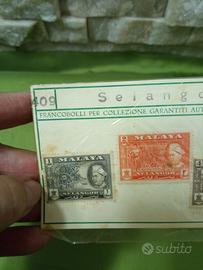 409 Selango
FRANCOBOLLI PER COLLEZIONE GARANTITI AUT
MALAYA
SELANGOR
MALAYA
SELANGOR
subito